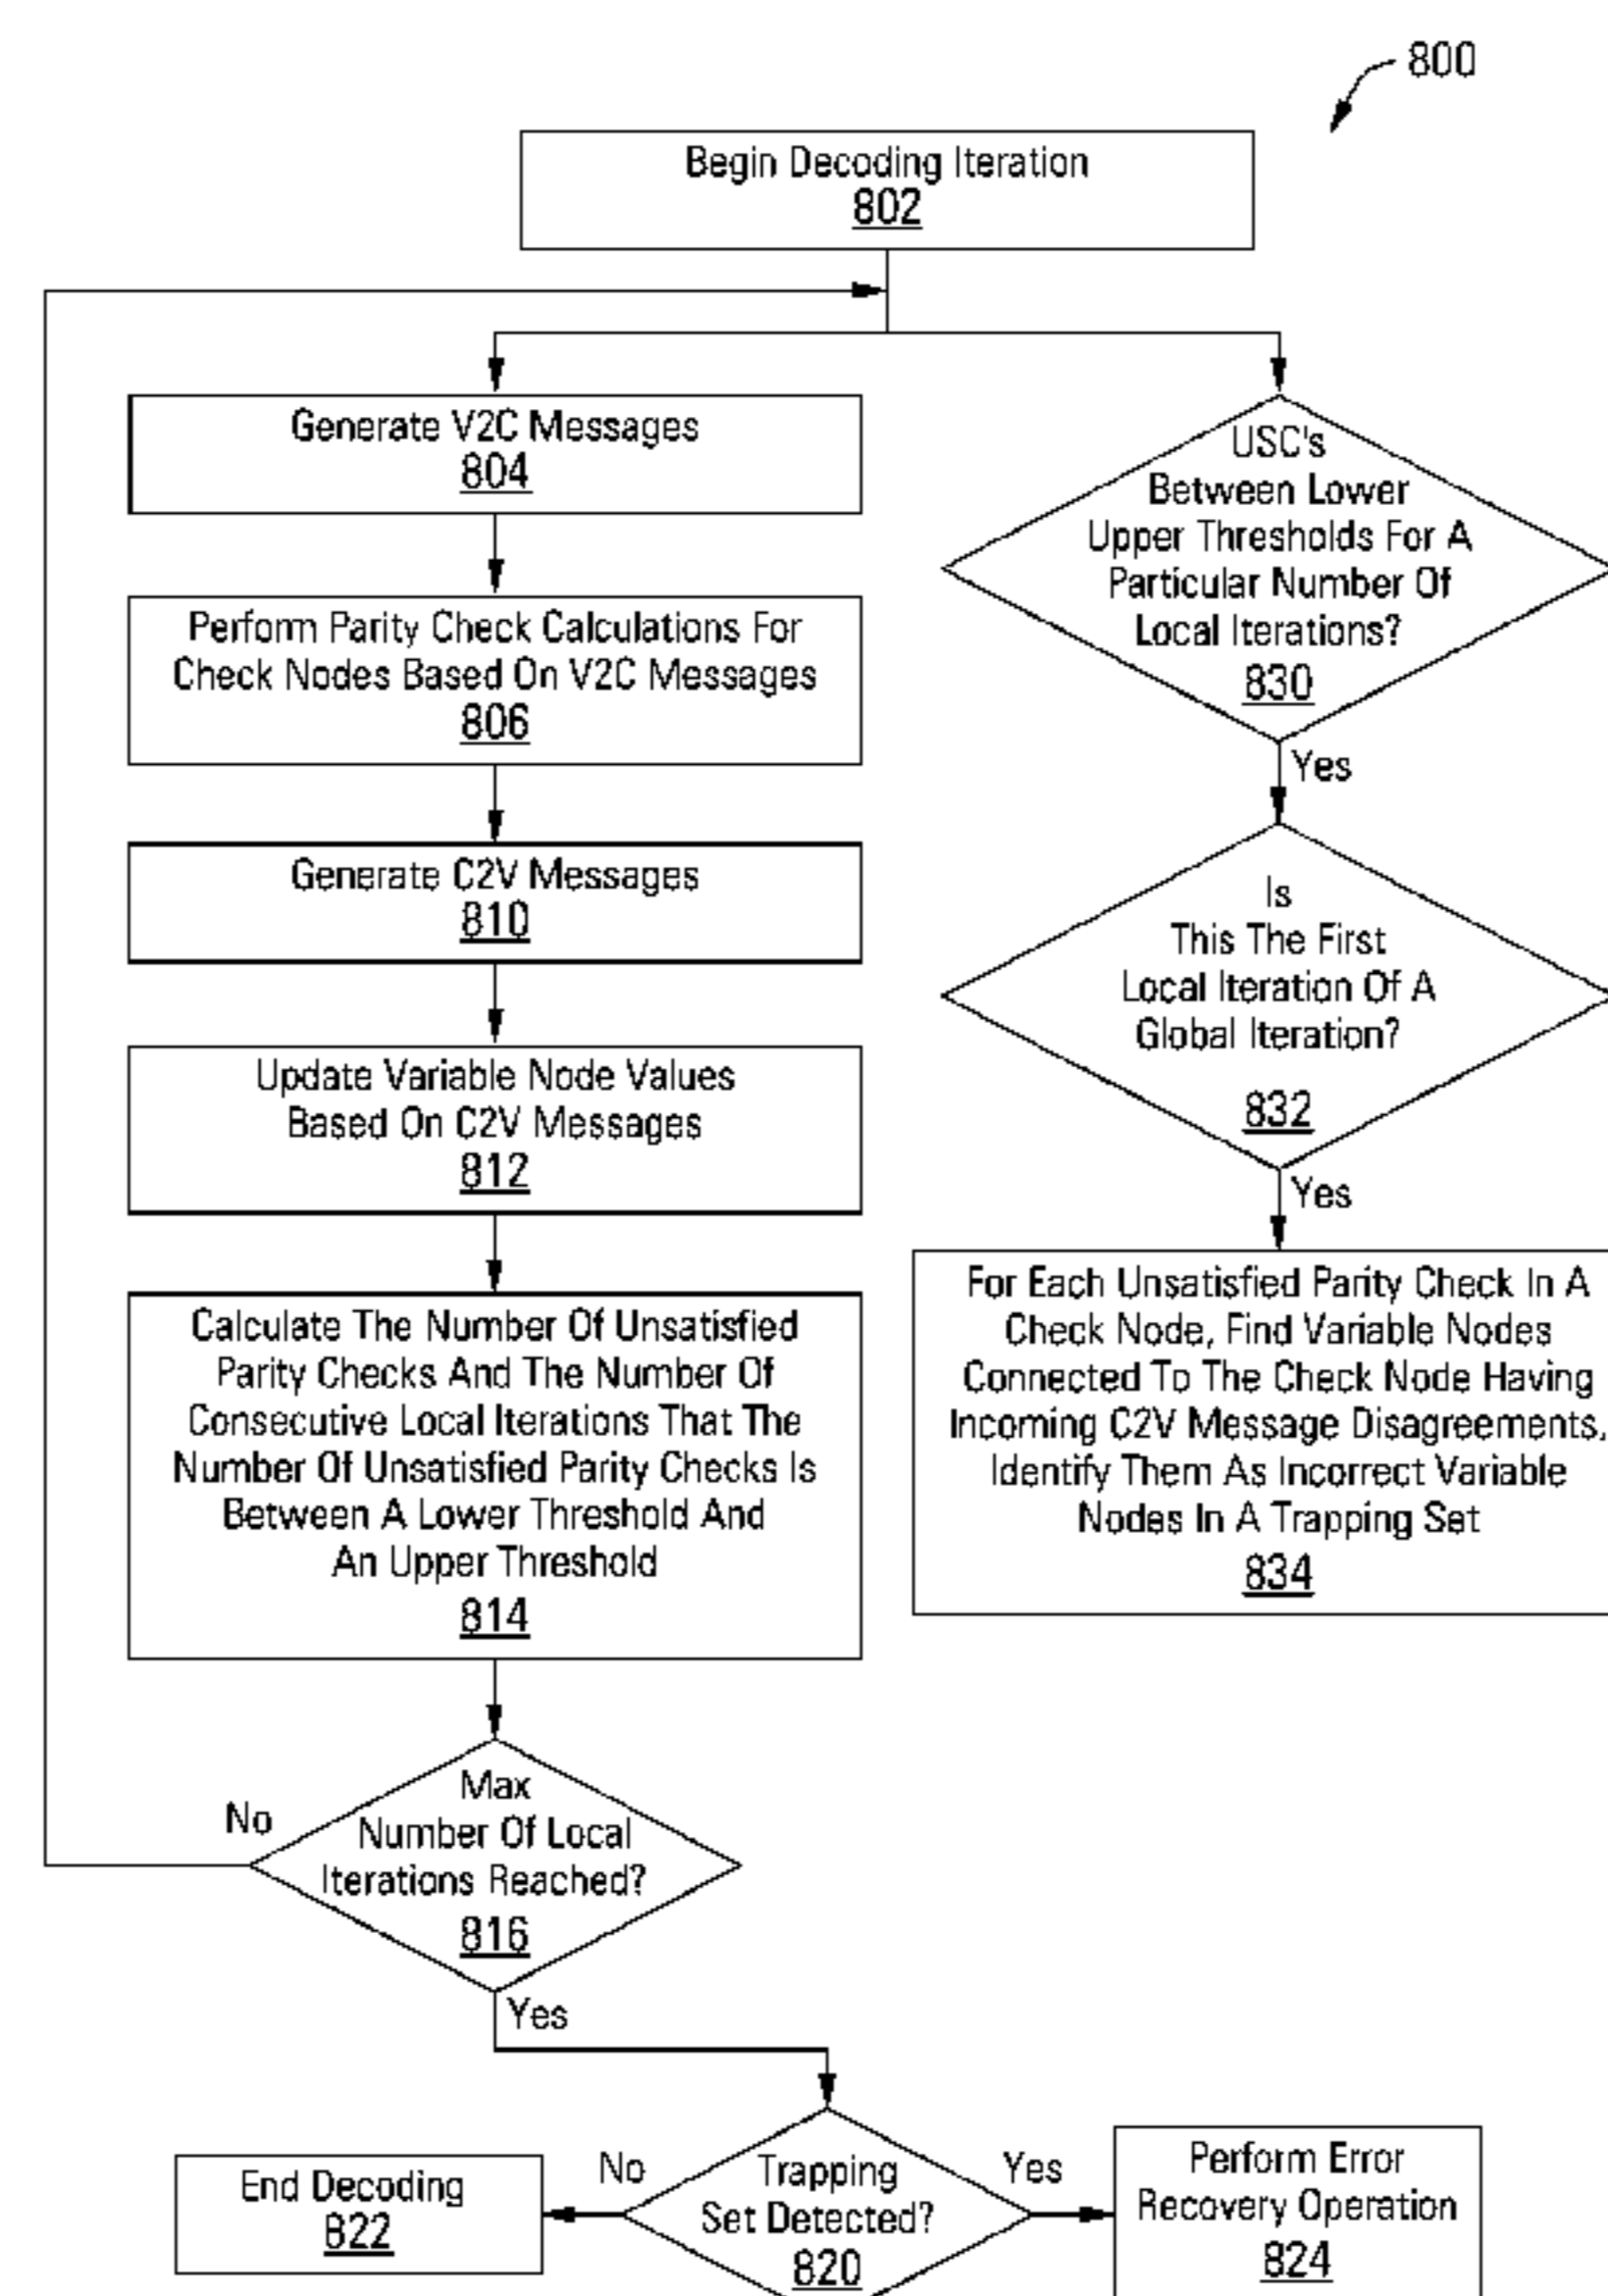 800
Begin Decoding Iteration
802
Generate V2C Messages
804
Perform Parity Check Calculations For
Check Nodes Based On V2C Messages
806
Generate C2V Messages
810
Update Variable Node Values
Based On C2V Messages
812
Calculate The Number Of Unsatisfied
Parity Checks And The Number Of
Consecutive Local Iterations That The
Number Of Unsatisfied Parity Checks Is
Between A Lower Threshold And
An Upper Threshold
814
Max
Number Of Local
Iterations Reached?
816
No
Yes
USC's
Between Lower
Upper Thresholds For A
Particular Number Of
Local Iterations?
830
Yes
Is
This The First
Local Iteration Of A
Global Iteration?
832
Yes
For Each Unsatisfied Parity Check In A
Check Node, Find Variable Nodes
Connected To The Check Node Having
Incoming C2V Message Disagreements,
Identify Them As Incorrect Variable
Nodes In A Trapping Set
834
Trapping
Set Detected?
820
No
Yes
End Decoding
822
Perform Error
Recovery Operation
824